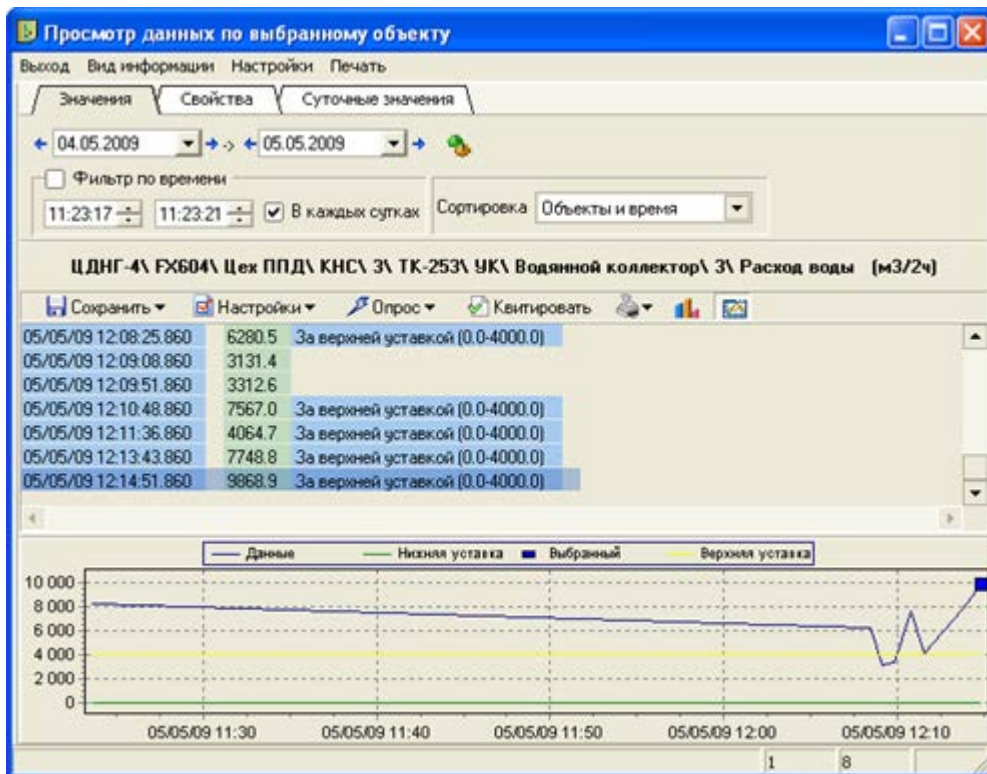 Просмотр данных по выбранному объекту
Выход Вид информации Настройки Печать
Значения Свойства Суточные значения
04.05.2009 -> 05.05.2009
Фильтр по времени
11:23:17 11:23:21 В каждых сутках Сортировка Объекты и время
ЦДНГ-4\ FX604\ Цех ППД\ КНС\ 3\ ТК-253\ УК\ Водянной коллектор\ 3\ Расход воды (м3/2ч)
Сохранить Настройки Опрос Квитировать
05/05/09 12:08:25.860 6280.5 За верхней уставкой (0.0-4000.0)
05/05/09 12:09:08.860 3131.4
05/05/09 12:09:51.860 3312.6
05/05/09 12:10:48.860 7567.0 За верхней уставкой (0.0-4000.0)
05/05/09 12:11:36.860 4064.7 За верхней уставкой (0.0-4000.0)
05/05/09 12:13:43.860 7748.8 За верхней уставкой (0.0-4000.0)
05/05/09 12:14:51.860 9868.9 За верхней уставкой (0.0-4000.0)
Данные Нижняя уставка Выбранный Верхняя уставка
10 000
8 000
6 000
4 000
2 000
0
05/05/09 11:30 05/05/09 11:40 05/05/09 11:50 05/05/09 12:00 05/05/09 12:10
1 8